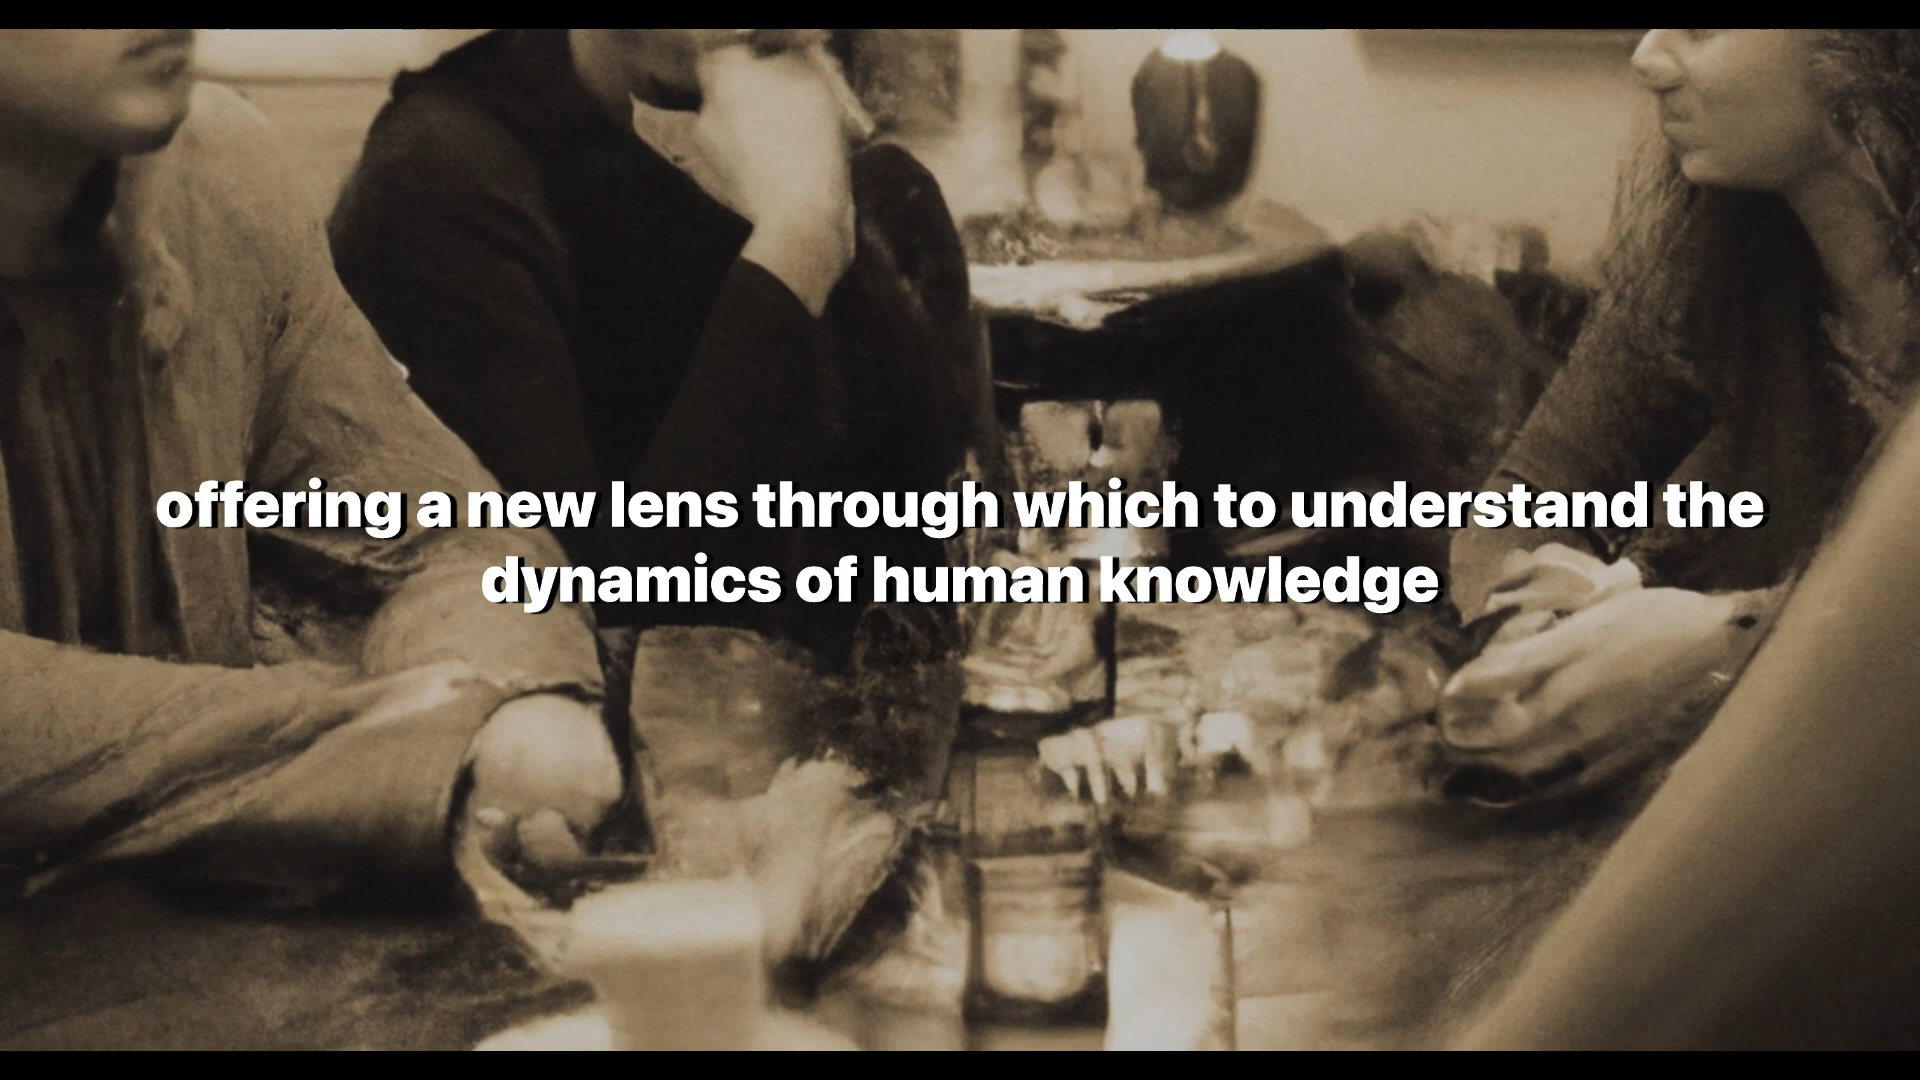 offering a new lens through which to understand the
dynamics of human knowledge